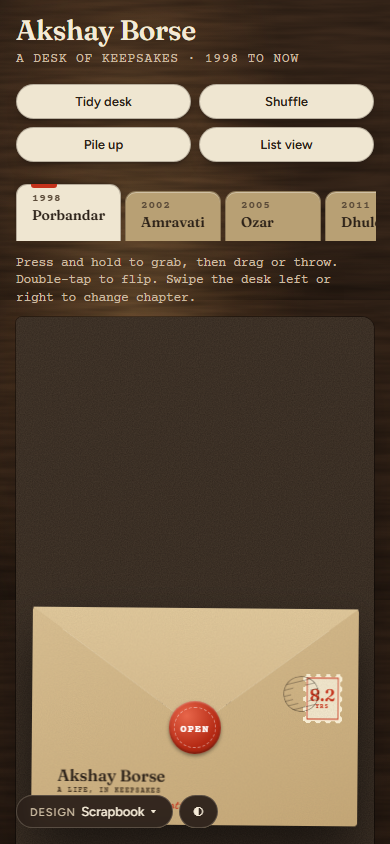 Akshay Borse
A DESK OF KEEPSAKES · 1998 TO NOW
Tidy desk
Shuffle
Pile up
List view
1998
Porbandar
2002
Amravati
2005
Ozar
2011
Press and hold to grab, then drag or throw.
Double-tap to flip. Swipe the desk left or
right to change chapter.
8.2
YRS
OPEN
Akshay Borse
A LIFE, IN KEEPSAKES
DESIGN Scrapbook